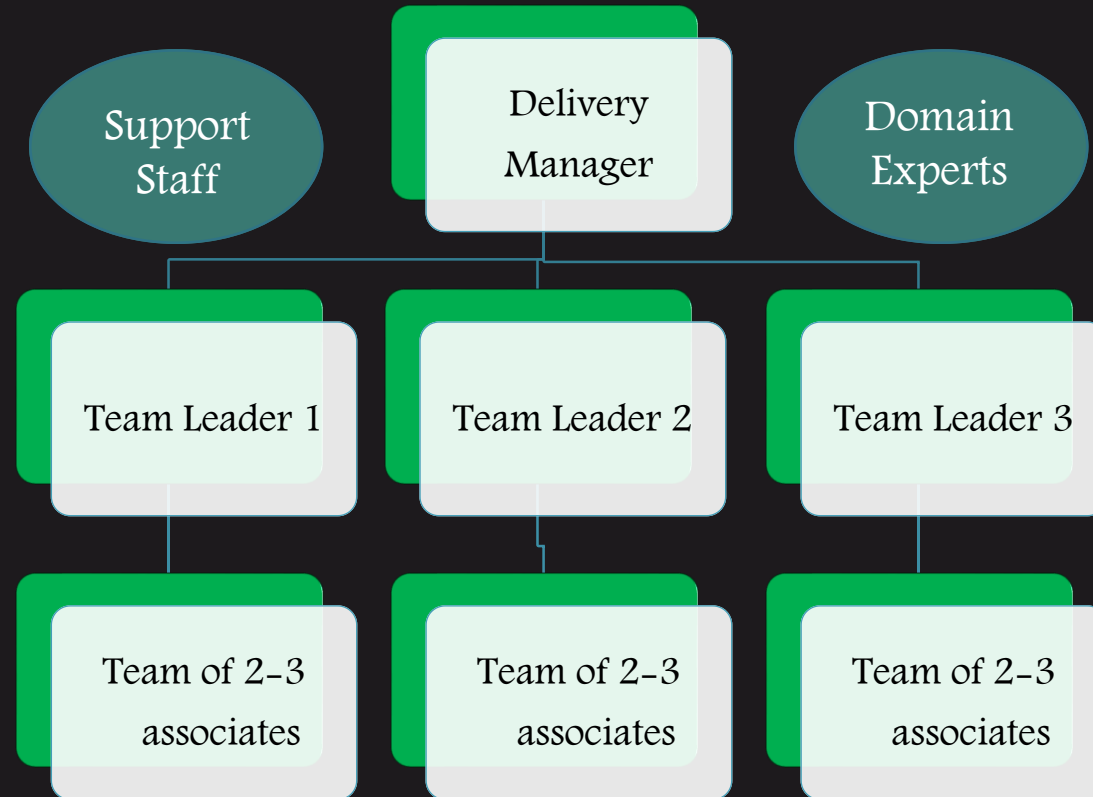 Support
Staff
Delivery
Manager
Domain
Experts
Team Leader 1
Team Leader 2
Team Leader 3
Team of 2-3
associates
Team of 2-3
associates
Team of 2-3
associates